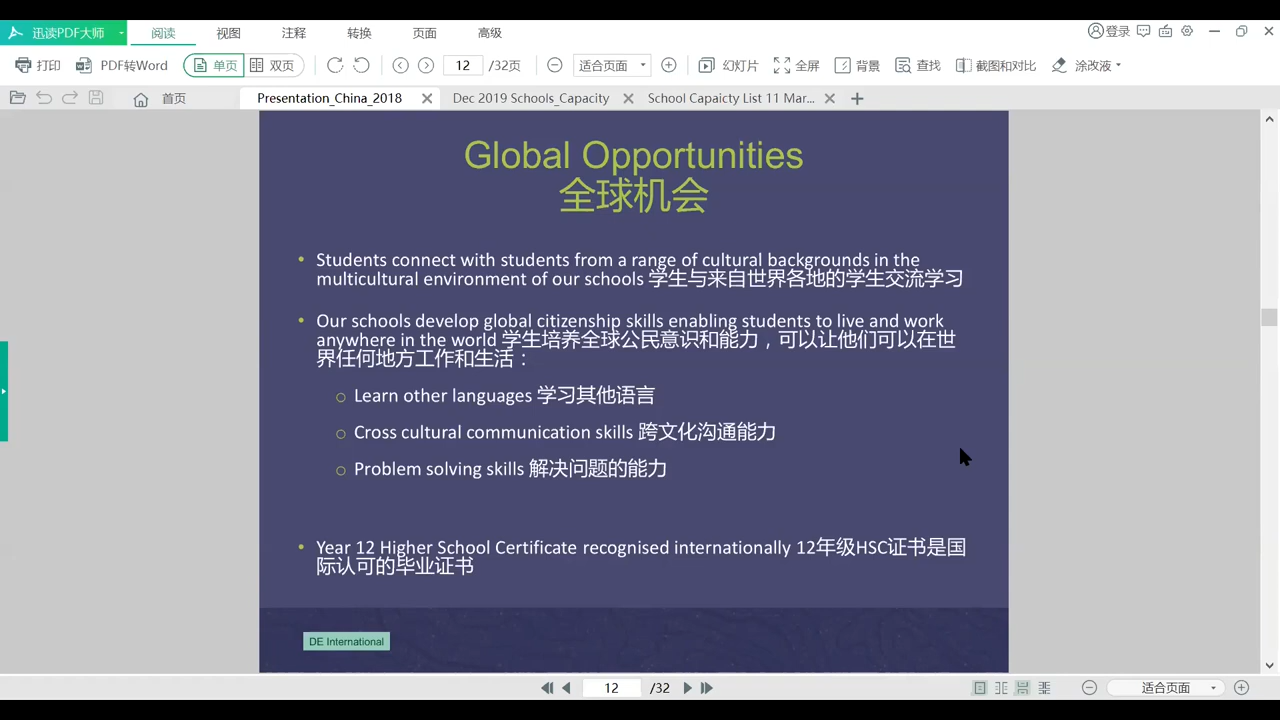 迅读PDF大师
阅读
视图
注释
转换
页面
高级
登录
打印
PDF转Word
单页
双页
12 /32页
适合页面
幻灯片
全屏
背景
查找
截图和对比
涂改液
首页
Presentation_China_2018
Dec 2019 Schools_Capacity
School Capaicty List 11 Mar...
Global Opportunities
全球机会
• Students connect with students from a range of cultural backgrounds in the
multicultural environment of our schools 学生与来自世界各地的学生交流学习
• Our schools develop global citizenship skills enabling students to live and work
anywhere in the world 学生培养全球公民意识和能力，可以让他们可以在世
界任何地方工作和生活：
○ Learn other languages 学习其他语言
○ Cross cultural communication skills 跨文化沟通能力
○ Problem solving skills 解决问题的能力
• Year 12 Higher School Certificate recognised internationally 12年级HSC证书是国
际认可的毕业证书
DE International
12 /32
适合页面